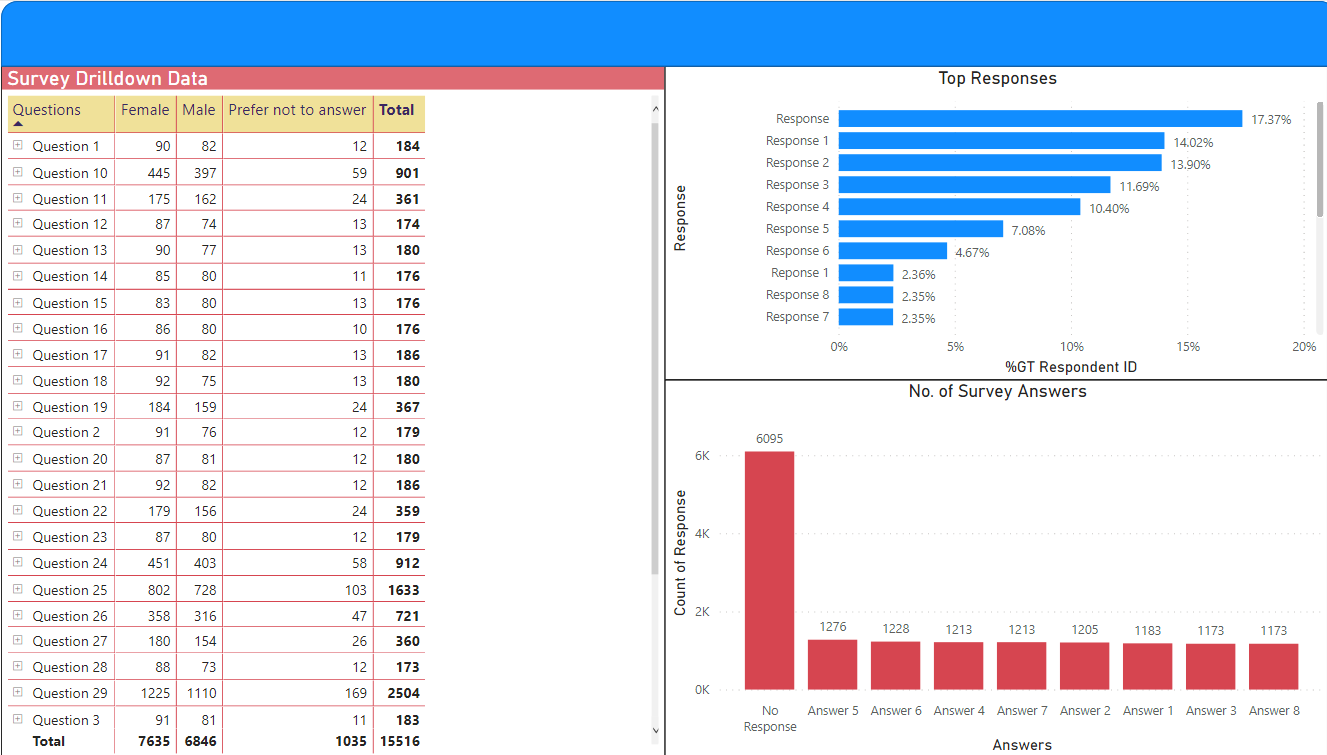 Survey Drilldown Data
Questions Female Male Prefer not to answer Total
Question 1 90 82 12 184
Question 10 445 397 59 901
Question 11 175 162 24 361
Question 12 87 74 13 174
Question 13 90 77 13 180
Question 14 85 80 11 176
Question 15 83 80 13 176
Question 16 86 80 10 176
Question 17 91 82 13 186
Question 18 92 75 13 180
Question 19 184 159 24 367
Question 2 91 76 12 179
Question 20 87 81 12 180
Question 21 92 82 12 186
Question 22 179 156 24 359
Question 23 87 80 12 179
Question 24 451 403 58 912
Question 25 802 728 103 1633
Question 26 358 316 47 721
Question 27 180 154 26 360
Question 28 88 73 12 173
Question 29 1225 1110 169 2504
Question 3 91 81 11 183
Total 7635 6846 1035 15516
Top Responses
Response
Response 17.37%
Response 1 14.02%
Response 2 13.90%
Response 3 11.69%
Response 4 10.40%
Response 5 7.08%
Response 6 4.67%
Reponse 1 2.36%
Response 8 2.35%
Response 7 2.35%
0% 5% 10% 15% 20%
%GT Respondent ID
No. of Survey Answers
Count of Response
6K
4K
2K
0K
6095 1276 1228 1213 1213 1205 1183 1173 1173
No Answer 5 Answer 6 Answer 4 Answer 7 Answer 2 Answer 1 Answer 3 Answer 8
Response
Answers